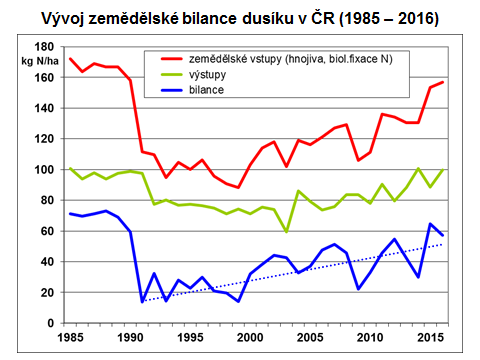 Vývoj zemědělské bilance dusíku v ČR (1985 – 2016)
180
kg N/ha
160
140
120
100
80
60
40
20
0
zemědělské vstupy (hnojiva, biol.fixace N)
výstupy
bilance
1985 1990 1995 2000 2005 2010 2015